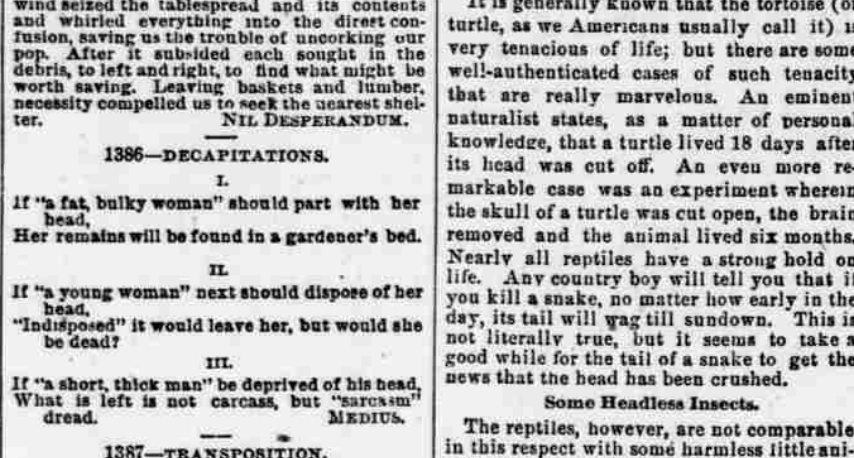 wind seized the tablespread and its contents
and whirled everything into the direst con-
fusion, saving us the trouble of uncorking our
pop. After it subsided each sought in the
debris, to left and right, to find what might be
worth saving. Leaving baskets and lumber,
necessity compelled us to seek the nearest shel-
ter. NIL DESPERANDUM.
1386—DECAPITATIONS.
I.
If "a fat, bulky woman" should part with her
head,
Her remains will be found in a gardener's bed.
II.
If "a young woman" next should dispose of her
head,
"Indisposed" it would leave her, but would she
be dead?
III.
If "a short, thick man" be deprived of his head,
What is left is not carcass, but "sarcasm"
dread. MEDIUS.
1387—TRANSPOSITION.
It is generally known that the tortoise (or
turtle, as we Americans usually call it) is
very tenacious of life; but there are some
well-authenticated cases of such tenacity
that are really marvelous. An eminent
naturalist states, as a matter of personal
knowledge, that a turtle lived 18 days after
its head was cut off. An even more re-
markable case was an experiment wherein
the skull of a turtle was cut open, the brain
removed and the animal lived six months.
Nearly all reptiles have a strong hold on
life. Any country boy will tell you that if
you kill a snake, no matter how early in the
day, its tail will wag till sundown. This is
not literally true, but it seems to take a
good while for the tail of a snake to get the
news that the head has been crushed.
Some Headless Insects.
The reptiles, however, are not comparable
in this respect with some harmless little ani-